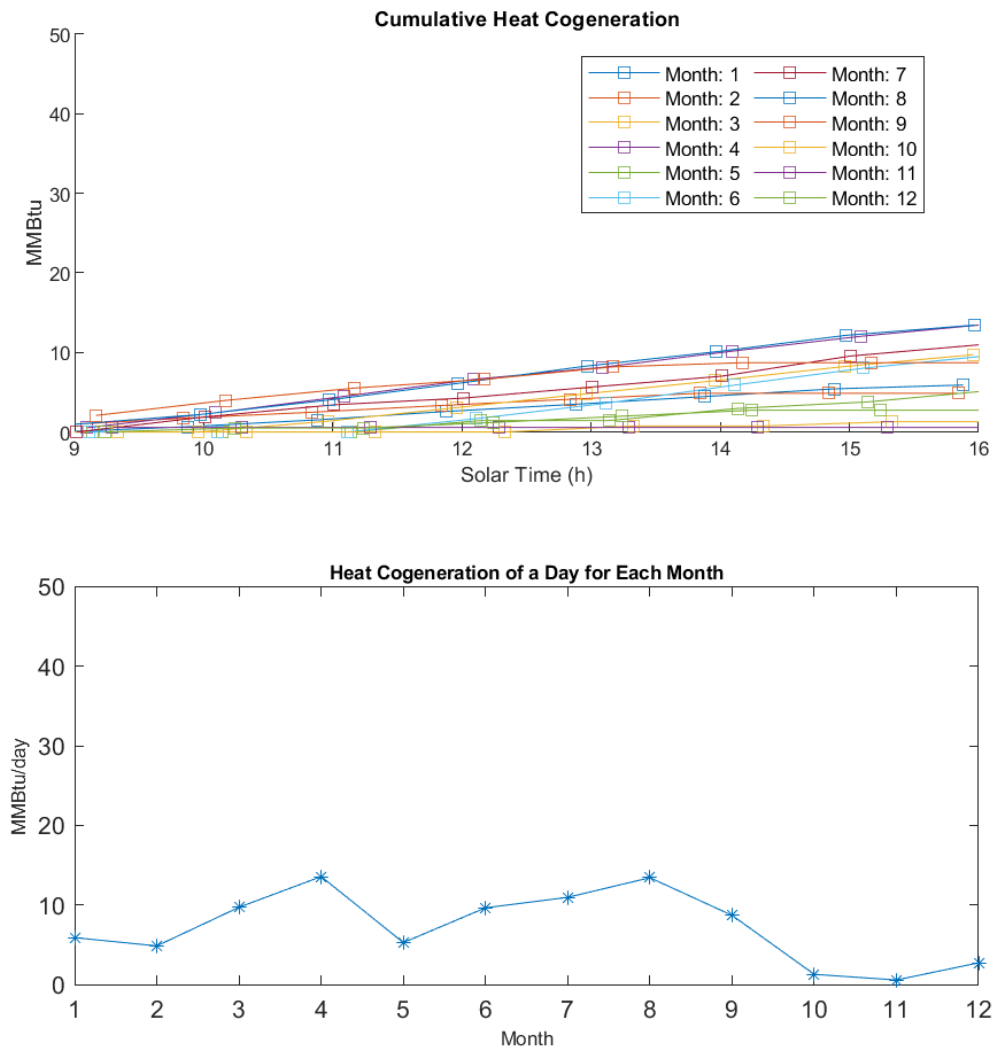 Cumulative Heat Cogeneration
50
40
30
20
10
0
MMBtu
Month: 1 Month: 7
Month: 2 Month: 8
Month: 3 Month: 9
Month: 4 Month: 10
Month: 5 Month: 11
Month: 6 Month: 12
9 10 11 12 13 14 15 16
Solar Time (h)
Heat Cogeneration of a Day for Each Month
50
40
30
20
10
0
MMBtu/day
1 2 3 4 5 6 7 8 9 10 11 12
Month